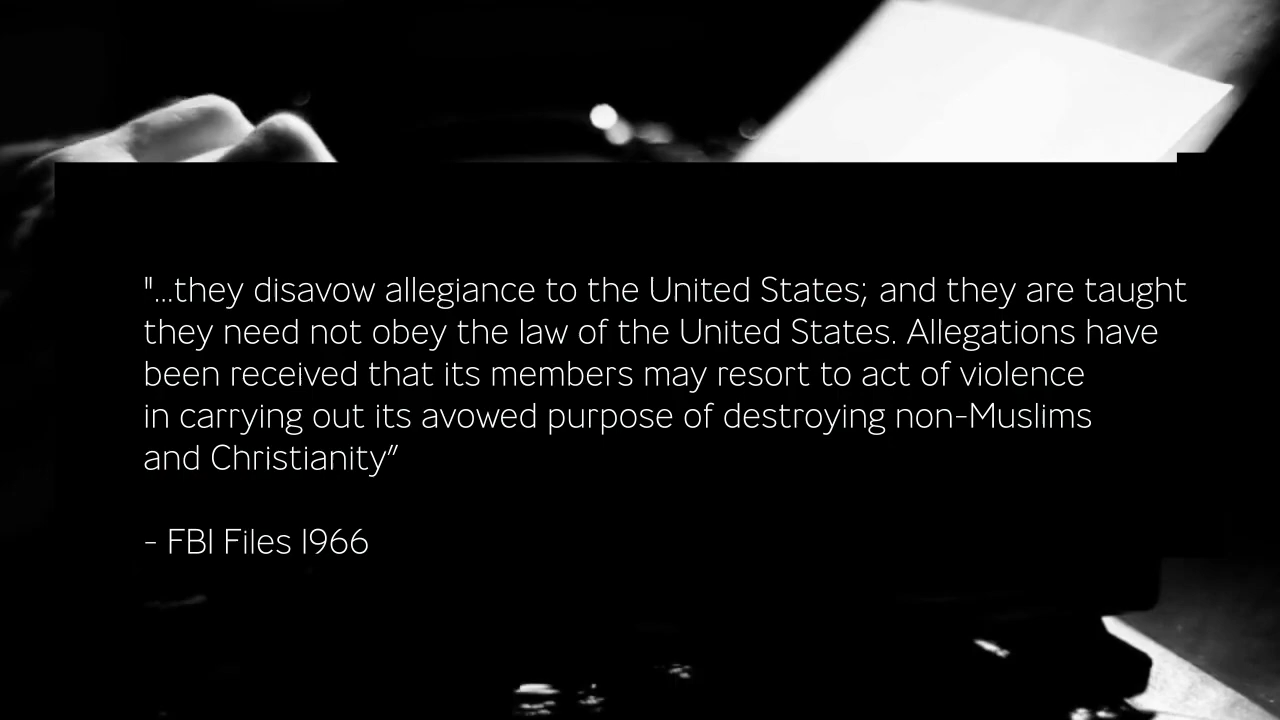 "...they disavow allegiance to the United States; and they are taught
they need not obey the law of the United States. Allegations have
been received that its members may resort to act of violence
in carrying out its avowed purpose of destroying non-Muslims
and Christianity”

- FBI Files 1966